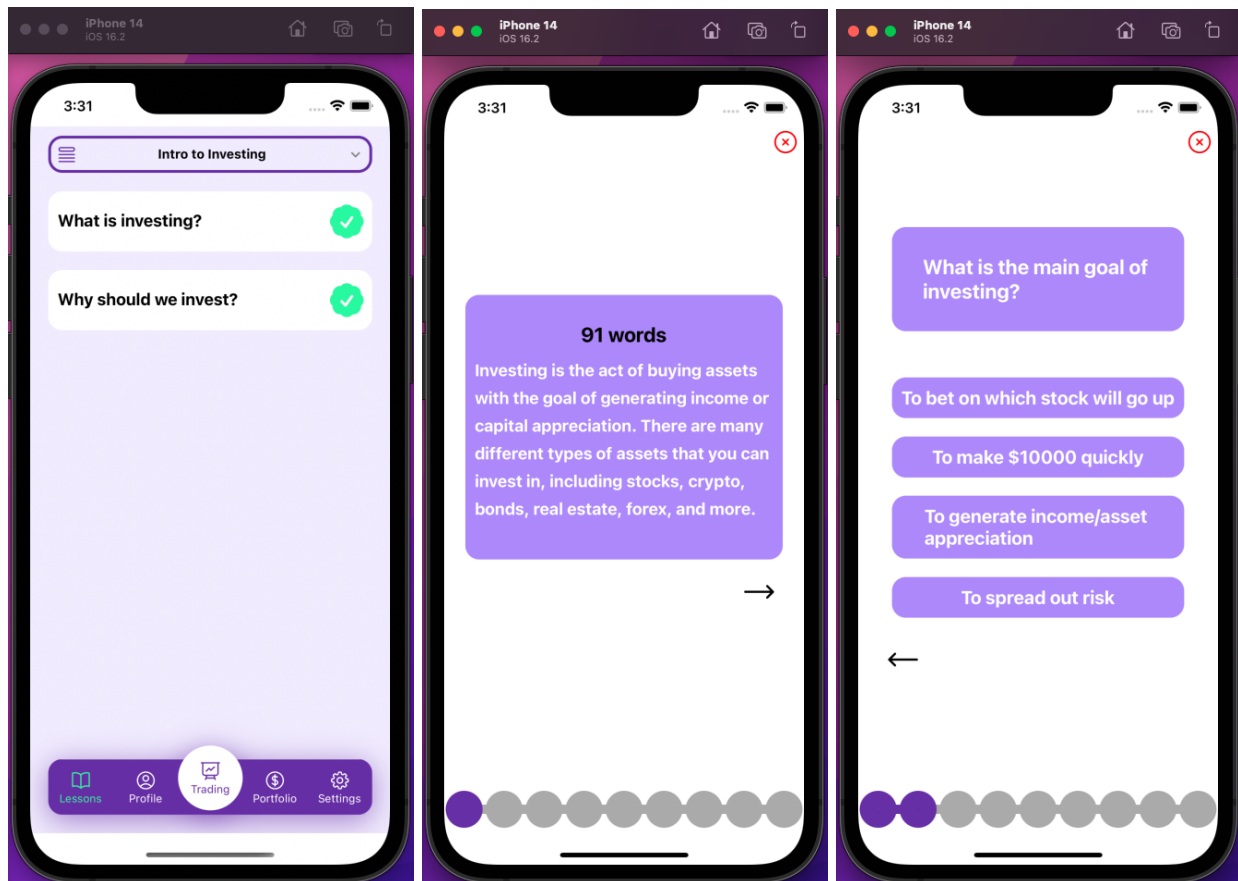 iPhone 14
iOS 16.2
3:31
Intro to Investing
What is investing?
Why should we invest?
Lessons
Profile
Trading
Portfolio
Settings
iPhone 14
iOS 16.2
3:31
91 words
Investing is the act of buying assets
with the goal of generating income or
capital appreciation. There are many
different types of assets that you can
invest in, including stocks, crypto,
bonds, real estate, forex, and more.
iPhone 14
iOS 16.2
3:31
What is the main goal of
investing?
To bet on which stock will go up
To make $10000 quickly
To generate income/asset
appreciation
To spread out risk